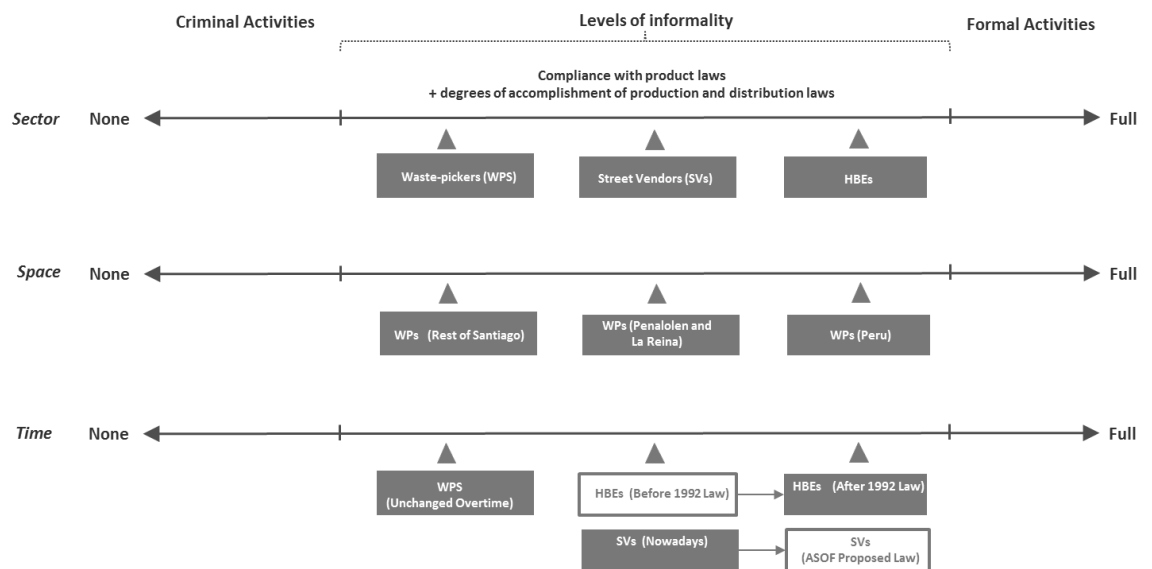 Criminal Activities
Levels of informality
Formal Activities
Compliance with product laws
+ degrees of accomplishment of production and distribution laws
Sector
None
Full
Waste-pickers (WPS)
Street Vendors (SVs)
HBEs
Space
None
Full
WPs (Rest of Santiago)
WPs (Penalolen and
La Reina)
WPs (Peru)
Time
None
Full
WPS
(Unchanged Overtime)
HBEs (Before 1992 Law)
HBEs (After 1992 Law)
SVs (Nowadays)
SVs
(ASOF Proposed Law)